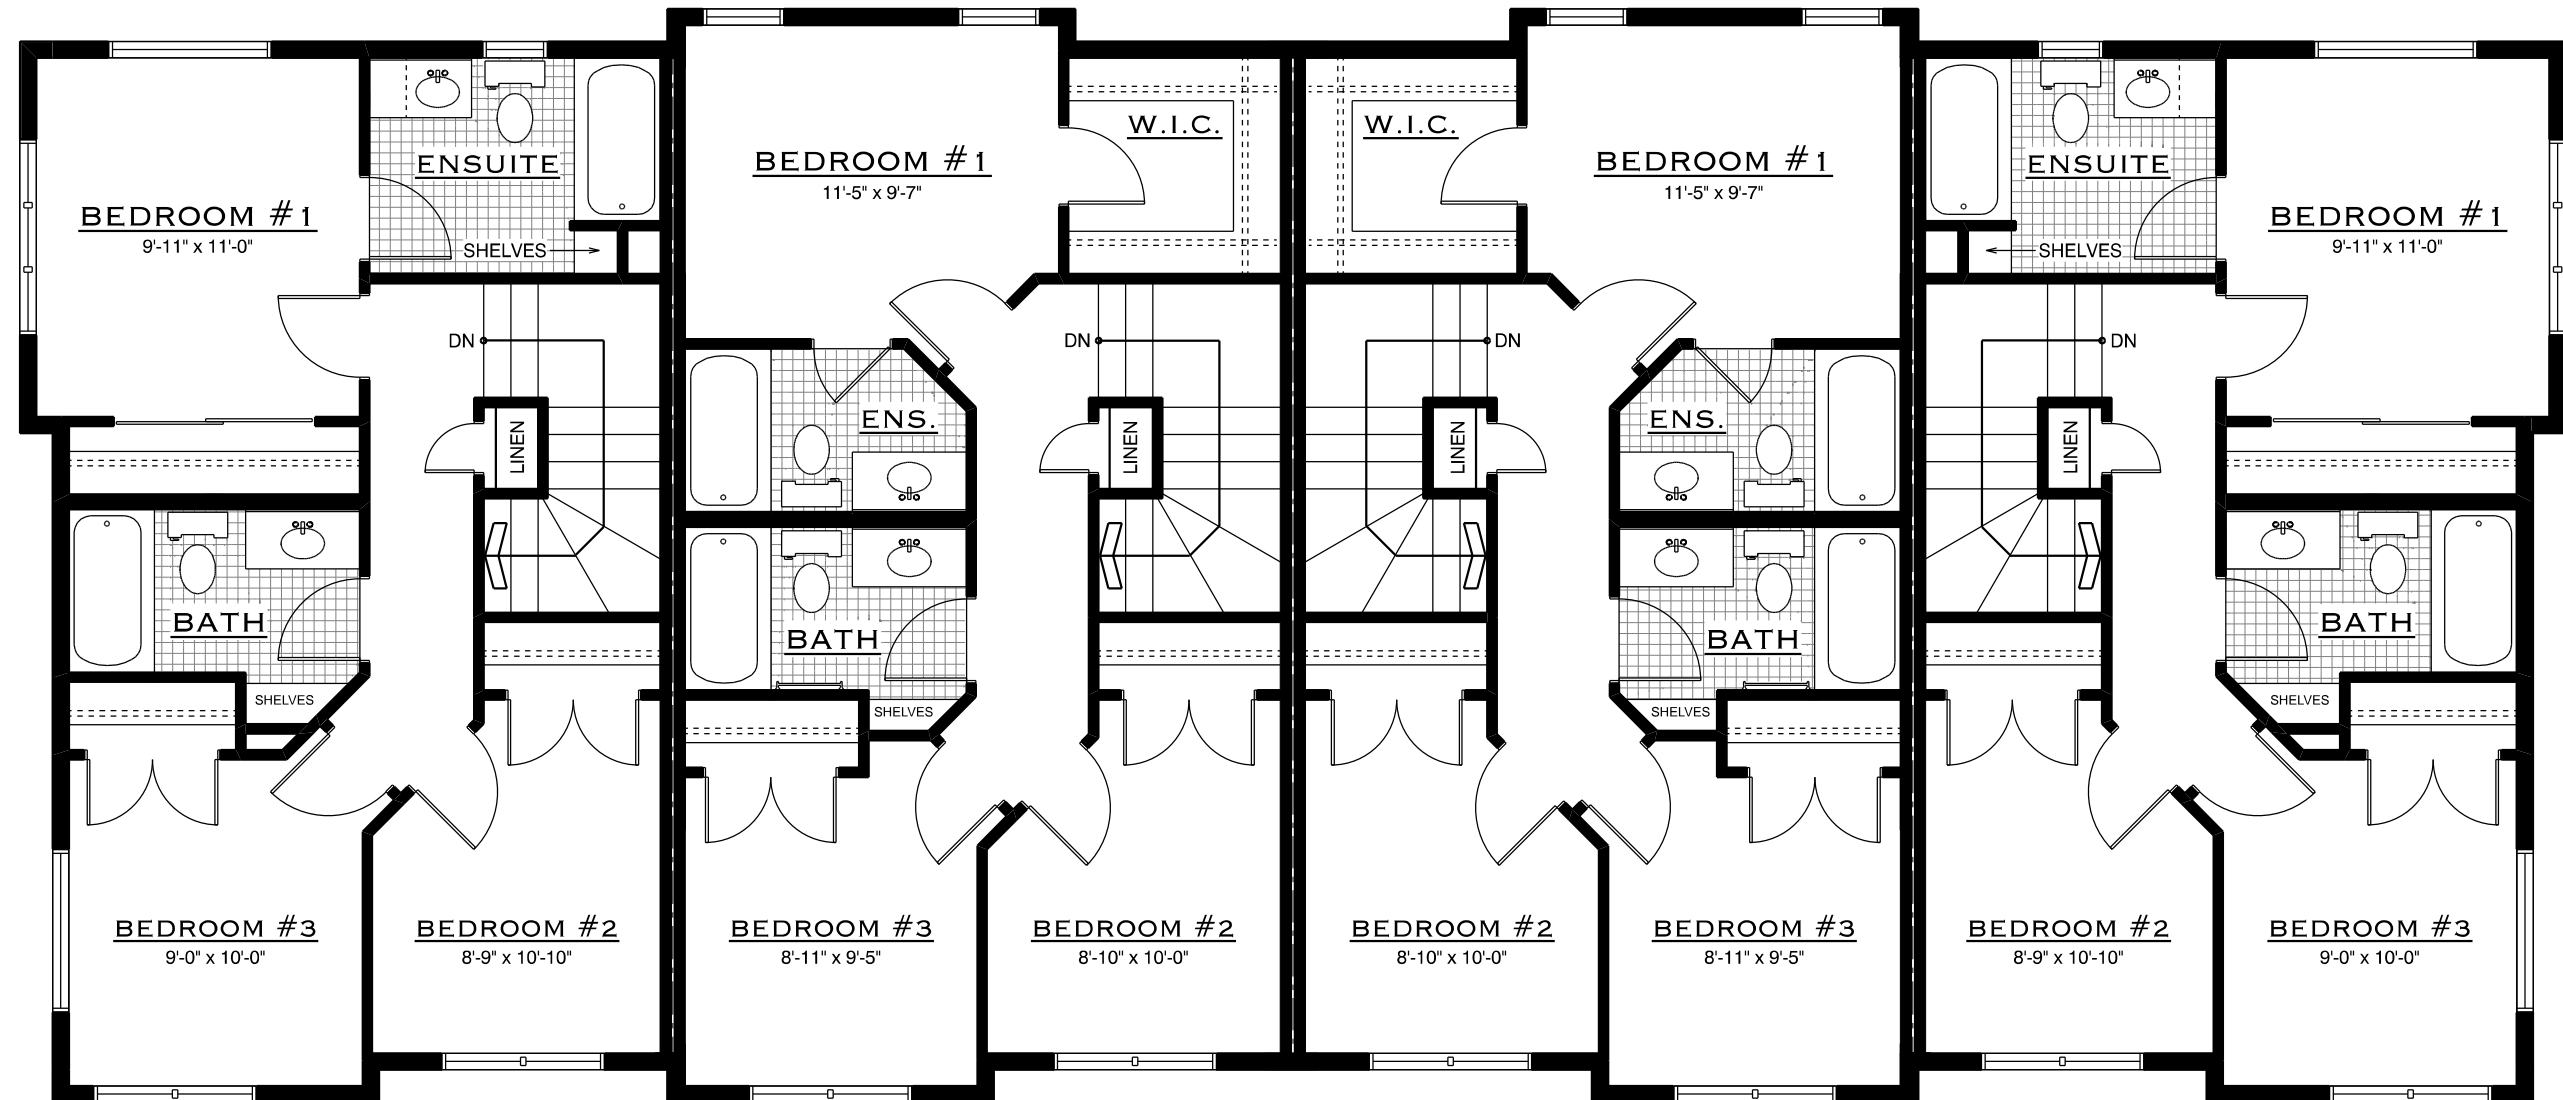 ENSUITE
SHELVES
BEDROOM #1
9'-11" x 11'-0"
DN
LINEN
BATH
SHELVES
BEDROOM #3
9'-0" x 10'-0"
BEDROOM #2
8'-9" x 10'-10"
BEDROOM #1
11'-5" x 9'-7"
W.I.C.
DN
ENS.
LINEN
BATH
SHELVES
BEDROOM #3
8'-11" x 9'-5"
BEDROOM #2
8'-10" x 10'-0"
W.I.C.
BEDROOM #1
11'-5" x 9'-7"
DN
LINEN
ENS.
BATH
SHELVES
BEDROOM #2
8'-10" x 10'-0"
BEDROOM #3
8'-11" x 9'-5"
ENSUITE
SHELVES
BEDROOM #1
9'-11" x 11'-0"
DN
LINEN
BATH
SHELVES
BEDROOM #2
8'-9" x 10'-10"
BEDROOM #3
9'-0" x 10'-0"